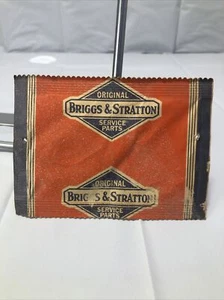 ORIGINAL
BRIGGS & STRATTON
SERVICE
PARTS
ORIGINAL
BRIGGS & STRATTON
SERVICE
PARTS